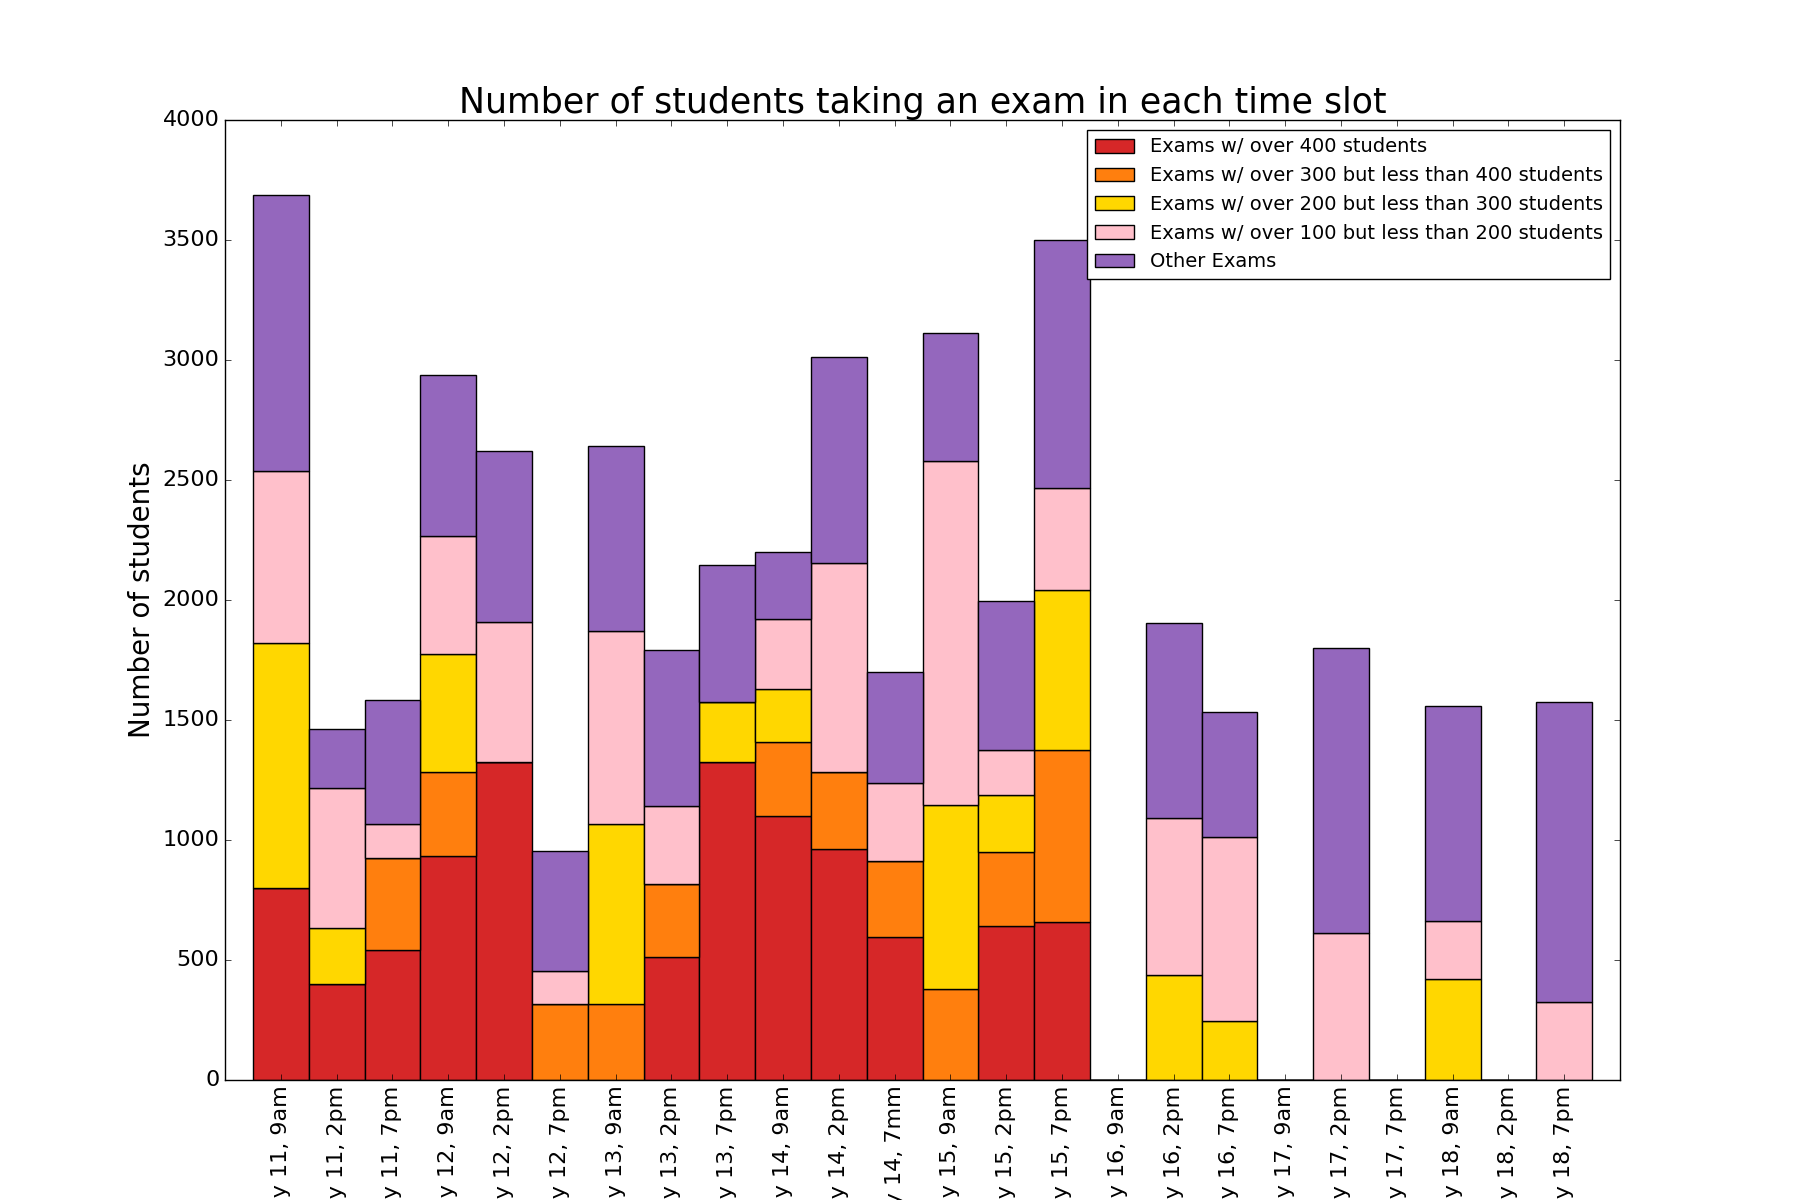 Number of students taking an exam in each time slot
Exams w/ over 400 students
Exams w/ over 300 but less than 400 students
Exams w/ over 200 but less than 300 students
Exams w/ over 100 but less than 200 students
Other Exams
Number of students
4000
3500
3000
2500
2000
1500
1000
500
0
y 11, 9am
y 11, 2pm
y 11, 7pm
y 12, 9am
y 12, 2pm
y 12, 7pm
y 13, 9am
y 13, 2pm
y 13, 7pm
y 14, 9am
y 14, 2pm
y 14, 7mm
y 15, 9am
y 15, 2pm
y 15, 7pm
y 16, 9am
y 16, 2pm
y 16, 7pm
y 17, 9am
y 17, 2pm
y 17, 7pm
y 18, 9am
y 18, 2pm
y 18, 7pm